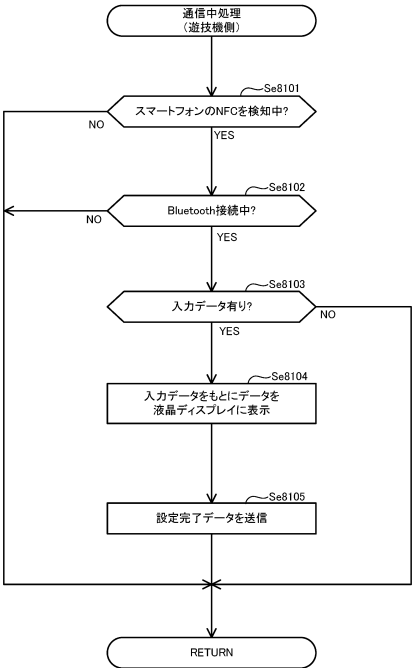 通信中処理
(遊技機側)
Se8101
スマートフォンのNFCを検知中?
NO
YES
Se8102
Bluetooth接続中?
NO
YES
Se8103
入力データ有り?
NO
YES
Se8104
入力データをもとにデータを
液晶ディスプレイに表示
Se8105
設定完了データを送信
RETURN